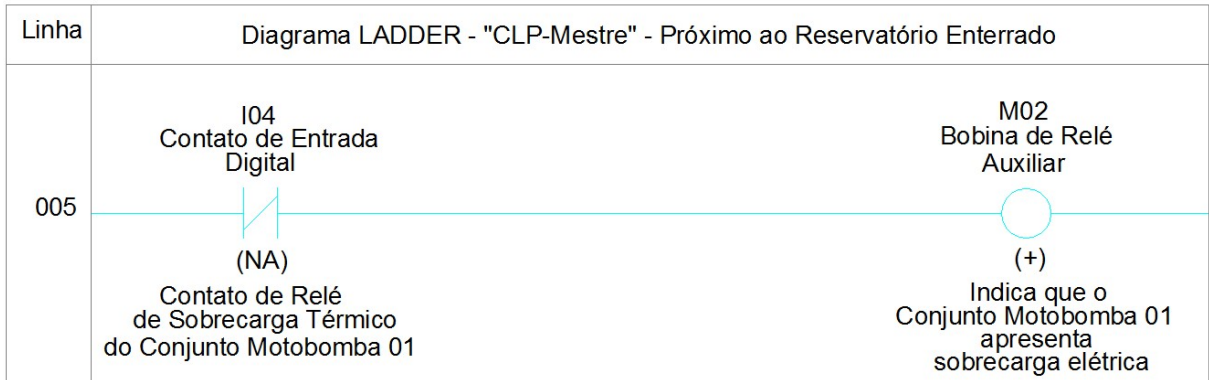 Linha
Diagrama LADDER - "CLP-Mestre" - Próximo ao Reservatório Enterrado
I04
Contato de Entrada
Digital
M02
Bobina de Relé
Auxiliar
005
(NA)
Contato de Relé
de Sobrecarga Térmico
do Conjunto Motobomba 01
(+)
Indica que o
Conjunto Motobomba 01
apresenta
sobrecarga elétrica